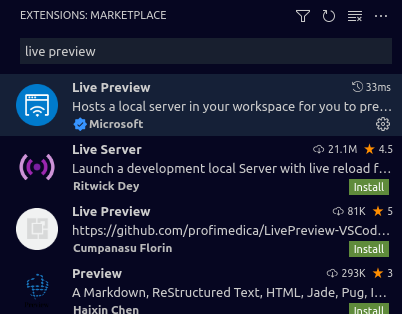 EXTENSIONS: MARKETPLACE
live preview
Live Preview 33ms
Hosts a local server in your workspace for you to pre...
Microsoft
Live Server 21.1M 4.5
Launch a development local Server with live reload f...
Ritwick Dey Install
Live Preview 81K 5
https://github.com/profimedica/LivePreview-VSCod...
Cumpanasu Florin Install
Preview 293K 3
A Markdown, ReStructured Text, HTML, Jade, Pug, I...
Haixin Chen Install